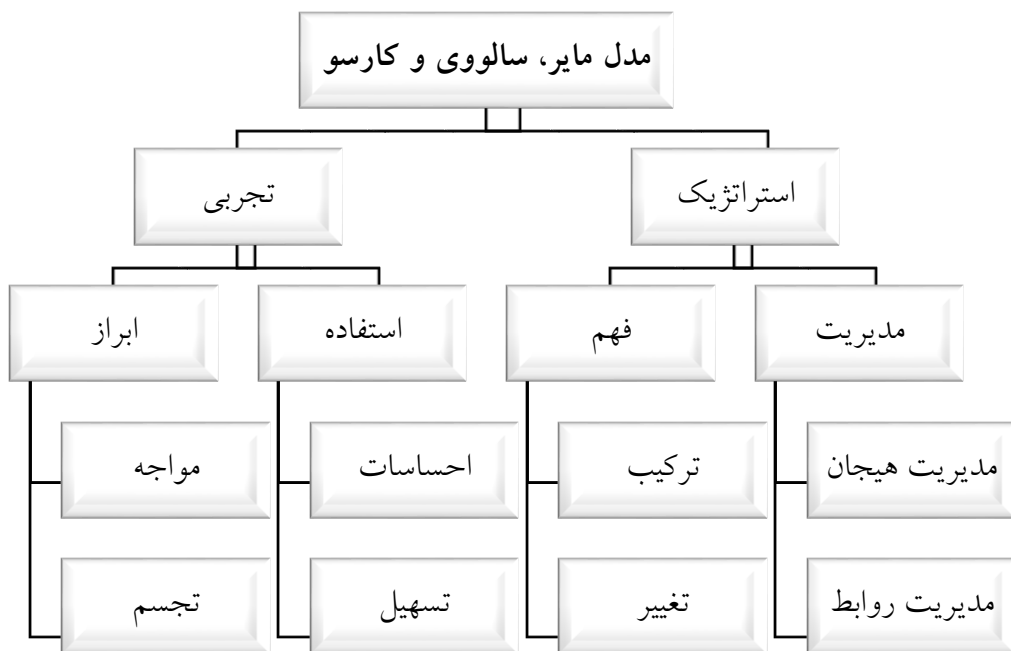 مدل مایر، سالووی و کارسو
استراتژیک
تجربی
مدیریت
فهم
استفاده
ابراز
مدیریت هیجان
ترکیب
احساسات
مواجه
مدیریت روابط
تغییر
تسهیل
تجسم